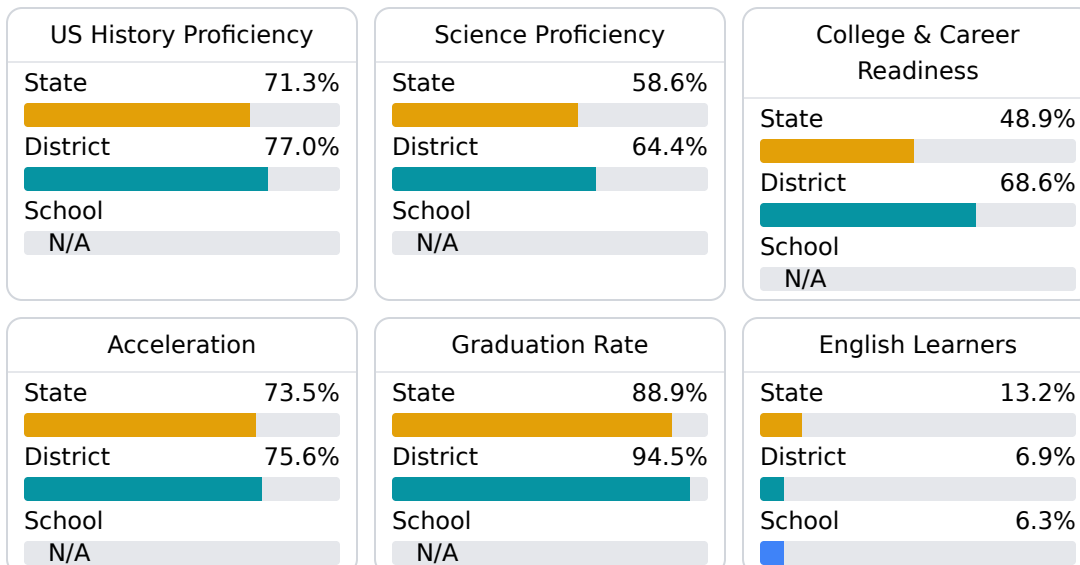 US History Proficiency
State 71.3%
District 77.0%
School
N/A
Science Proficiency
State 58.6%
District 64.4%
School
N/A
College & Career
Readiness
State 48.9%
District 68.6%
School
N/A
Acceleration
State 73.5%
District 75.6%
School
N/A
Graduation Rate
State 88.9%
District 94.5%
School
N/A
English Learners
State 13.2%
District 6.9%
School 6.3%